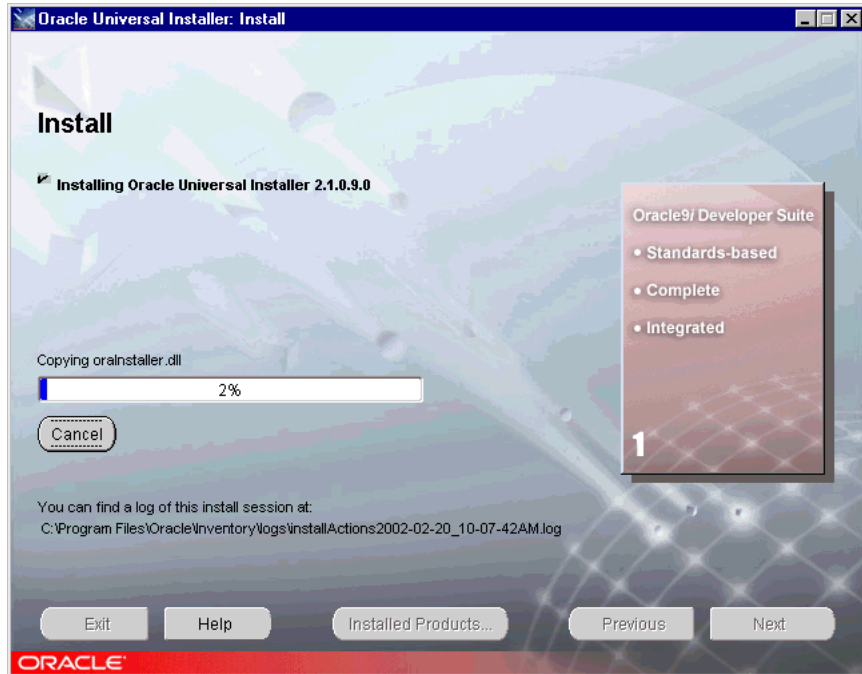 Oracle Universal Installer: Install
Install
Installing Oracle Universal Installer 2.1.0.9.0
Oracle9i Developer Suite
• Standards-based
• Complete
• Integrated
1
Copying oraInstaller.dll
2%
Cancel
You can find a log of this install session at:
C:\Program Files\Oracle\Inventory\logs\installActions2002-02-20_10-07-42AM.log
Exit Help Installed Products... Previous Next
ORACLE